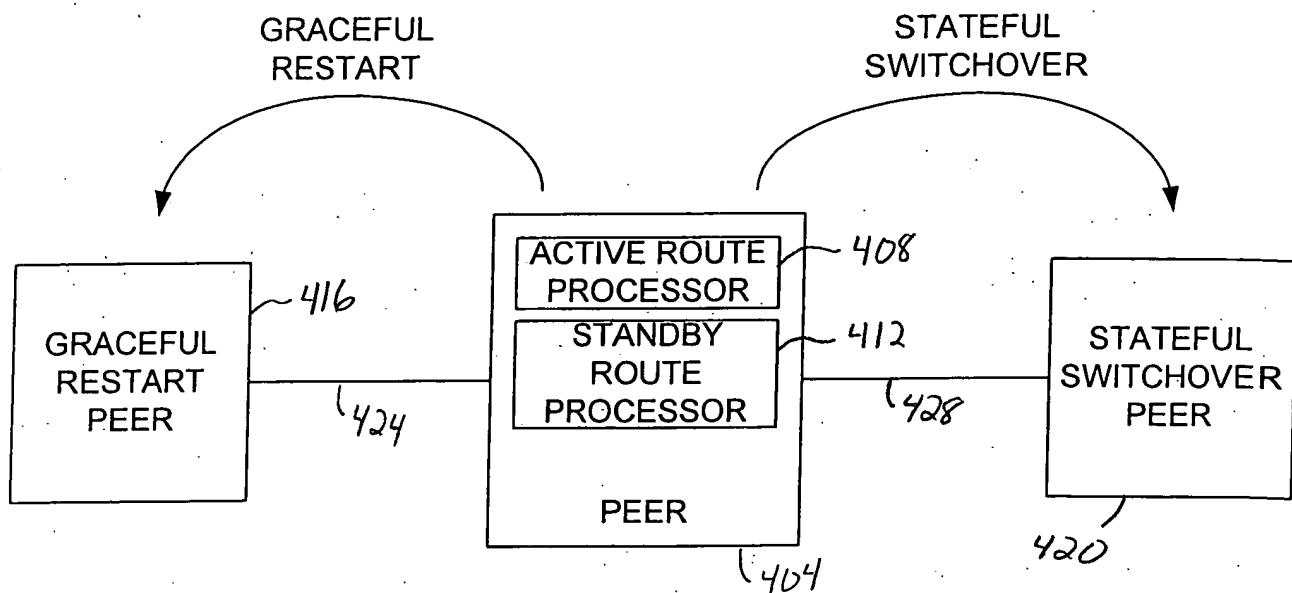 GRACEFUL
RESTART
STATEFUL
SWITCHOVER
ACTIVE ROUTE
PROCESSOR
408
STANDBY
ROUTE
PROCESSOR
412
PEER
404
GRACEFUL
RESTART
PEER
416
424
428
STATEFUL
SWITCHOVER
PEER
420